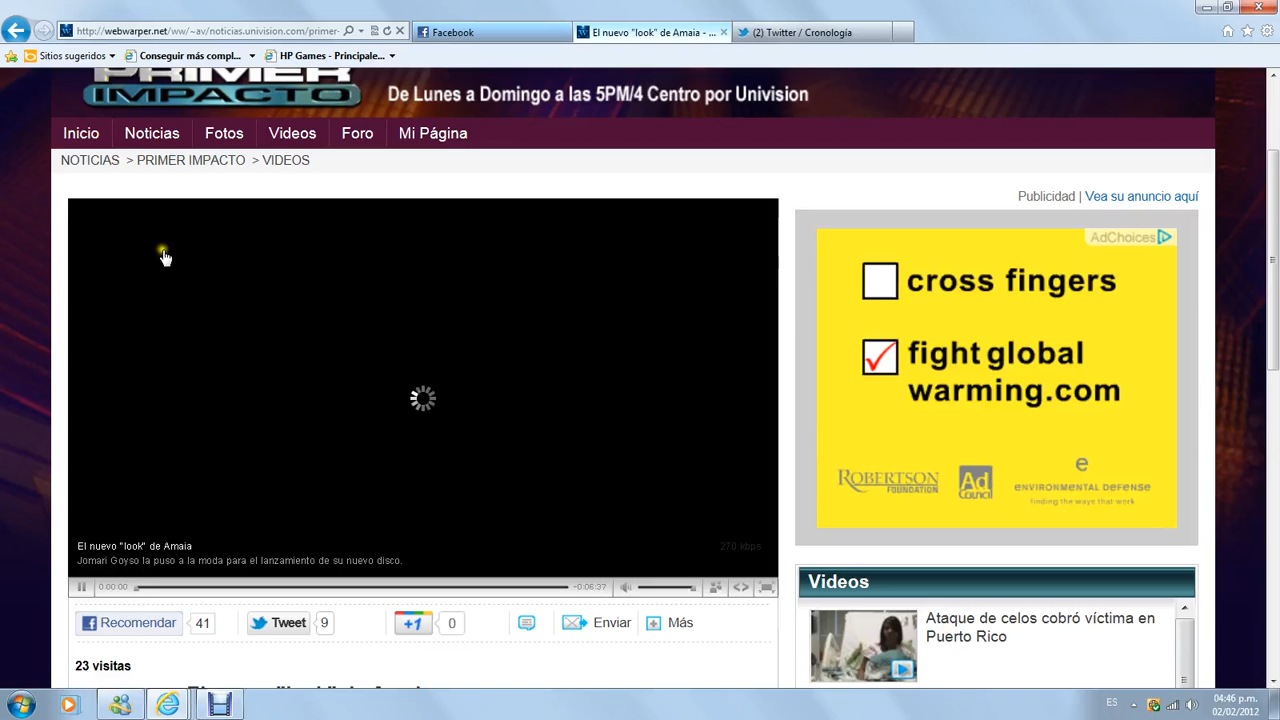 http://webwarper.net/ww/~av/noticias.univision.com/primer-
Facebook
El nuevo "look" de Amaia - ...
(2) Twitter / Cronología
Sitios sugeridos
Conseguir más compl...
HP Games - Principale...
PRIMER
IMPACTO
De Lunes a Domingo a las 5PM/4 Centro por Univision
Inicio
Noticias
Fotos
Videos
Foro
Mi Página
NOTICIAS > PRIMER IMPACTO > VIDEOS
Publicidad | Vea su anuncio aquí
AdChoices
cross fingers
fight global
warming.com
ROBERTSON
FOUNDATION
Ad
COUNCIL
e
ENVIRONMENTAL DEFENSE
finding the ways that work
El nuevo "look" de Amaia
270 kbps
Jomari Goyso la puso a la moda para el lanzamiento de su nuevo disco.
0:00:00
-0:06:37
Recomendar
41
Tweet
9
+1
0
Enviar
Más
23 visitas
Videos
Ataque de celos cobró víctima en
Puerto Rico
ES
04:46 p.m.
02/02/2012